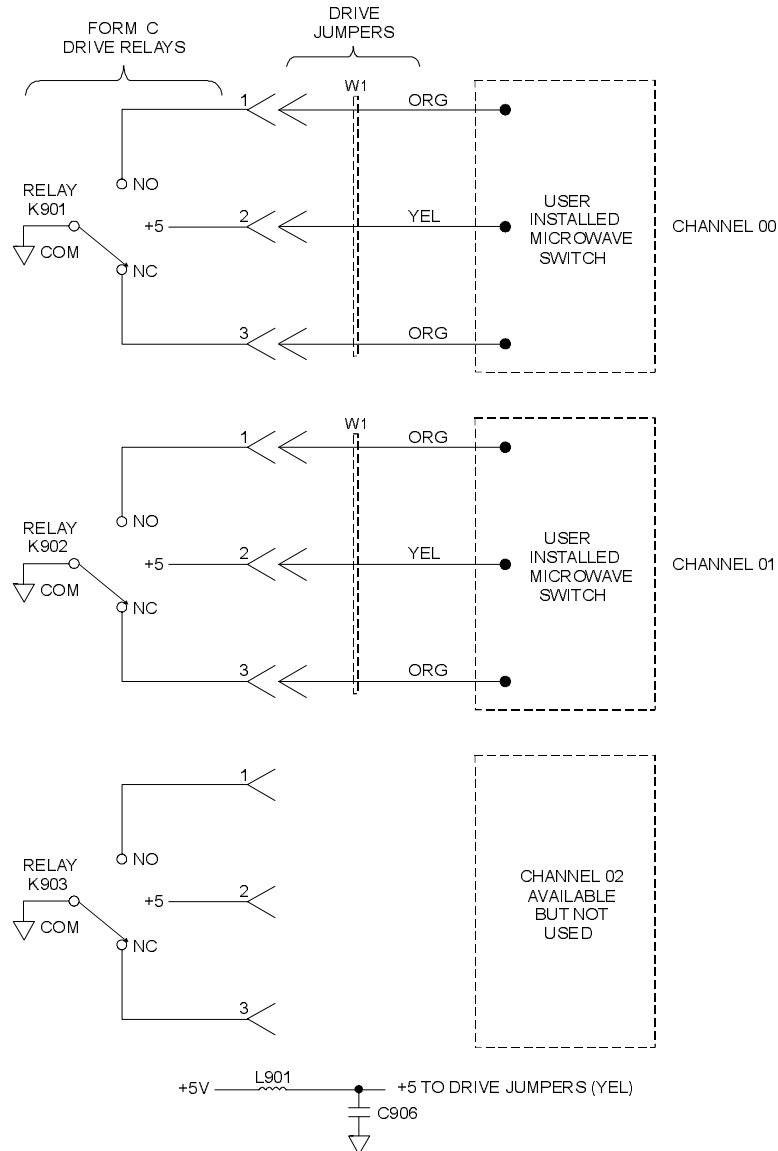 FORM C
DRIVE RELAYS
DRIVE
JUMPERS
W1
1
ORG
NO
RELAY
K901
+5
2
YEL
COM
NC
3
ORG
USER
INSTALLED
MICROWAVE
SWITCH
CHANNEL 00
W1
1
ORG
NO
RELAY
K902
+5
2
YEL
COM
NC
3
ORG
USER
INSTALLED
MICROWAVE
SWITCH
CHANNEL 01
1
NO
RELAY
K903
+5
2
COM
NC
3
CHANNEL 02
AVAILABLE
BUT NOT
USED
+5V
L901
+5 TO DRIVE JUMPERS (YEL)
C906